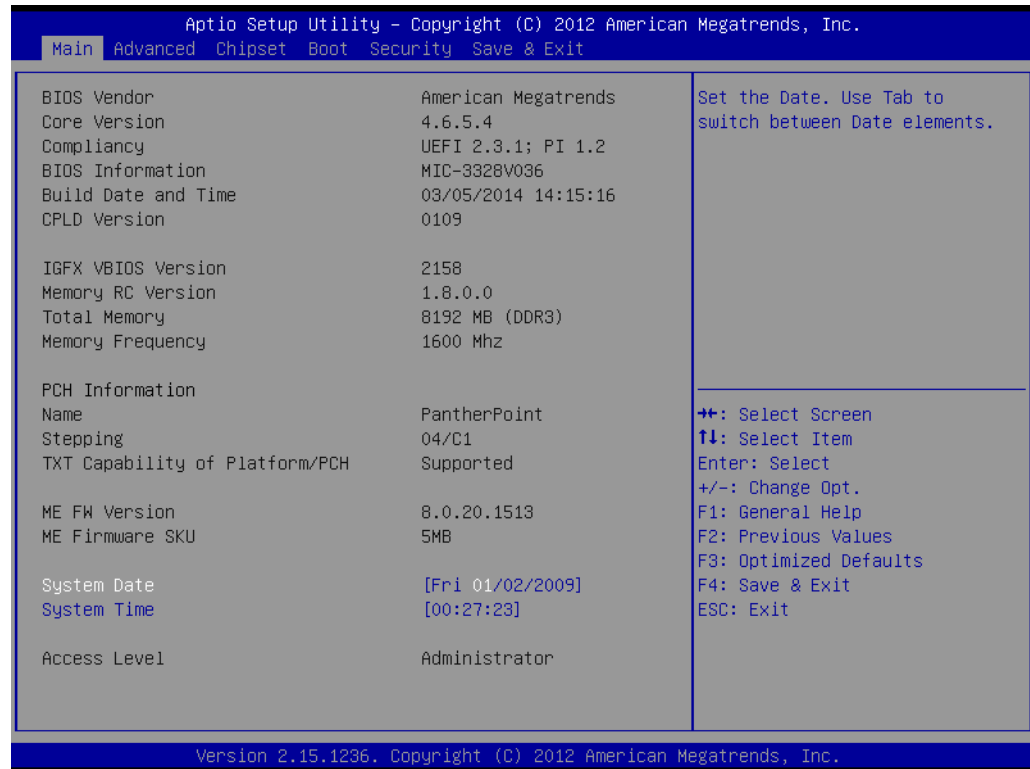 Aptio Setup Utility – Copyright (C) 2012 American Megatrends, Inc.
Main Advanced Chipset Boot Security Save & Exit
BIOS Vendor American Megatrends
Core Version 4.6.5.4
Compliancy UEFI 2.3.1; PI 1.2
BIOS Information MIC-3328V036
Build Date and Time 03/05/2014 14:15:16
CPLD Version 0109
IGFX VBIOS Version 2158
Memory RC Version 1.8.0.0
Total Memory 8192 MB (DDR3)
Memory Frequency 1600 Mhz
PCH Information
Name PantherPoint
Stepping 04/C1
TXT Capability of Platform/PCH Supported
ME FW Version 8.0.20.1513
ME Firmware SKU 5MB
System Date [Fri 01/02/2009]
System Time [00:27:23]
Access Level Administrator
Set the Date. Use Tab to
switch between Date elements.
→←: Select Screen
↑↓: Select Item
Enter: Select
+/-: Change Opt.
F1: General Help
F2: Previous Values
F3: Optimized Defaults
F4: Save & Exit
ESC: Exit
Version 2.15.1236. Copyright (C) 2012 American Megatrends, Inc.